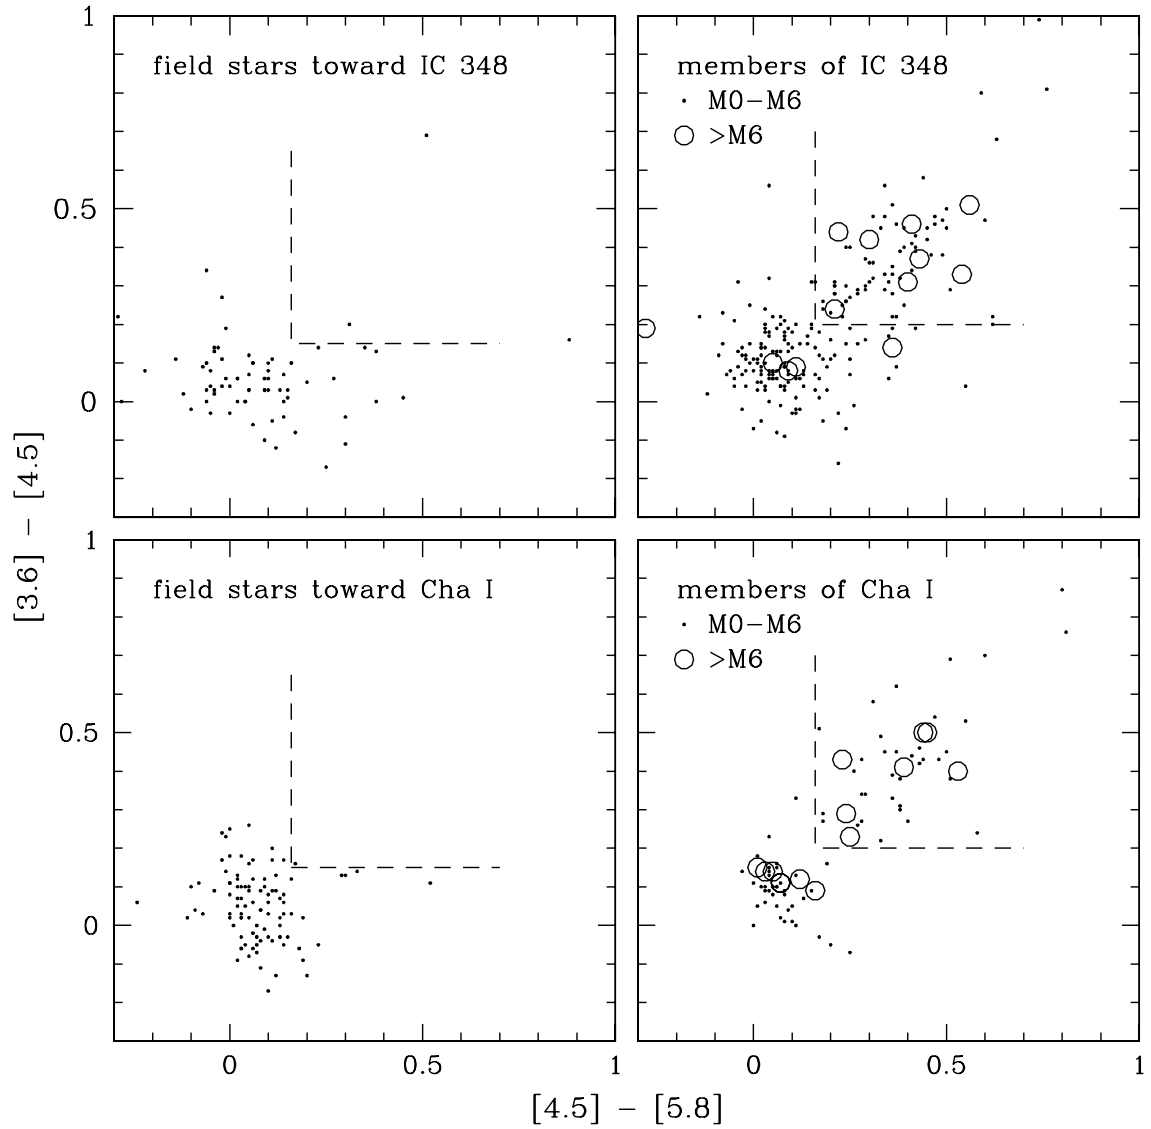 1
field stars toward IC 348
members of IC 348
M0−M6
>M6
0.5
0
[3.6] − [4.5]
1
field stars toward Cha I
members of Cha I
M0−M6
>M6
0.5
0
0 0.5 1 0 0.5 1
[4.5] − [5.8]